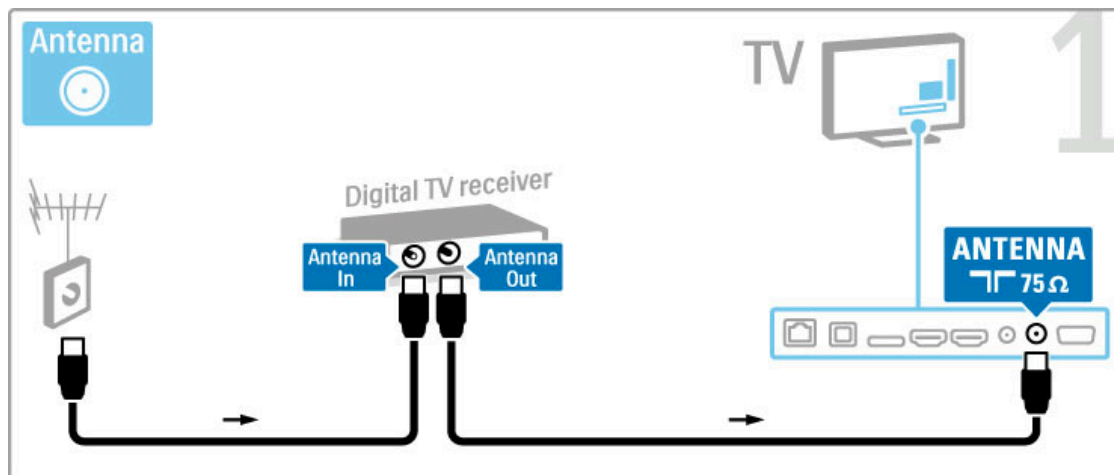 Antenna
TV
1
Digital TV receiver
Antenna
In
Antenna
Out
ANTENNA
75 Ω